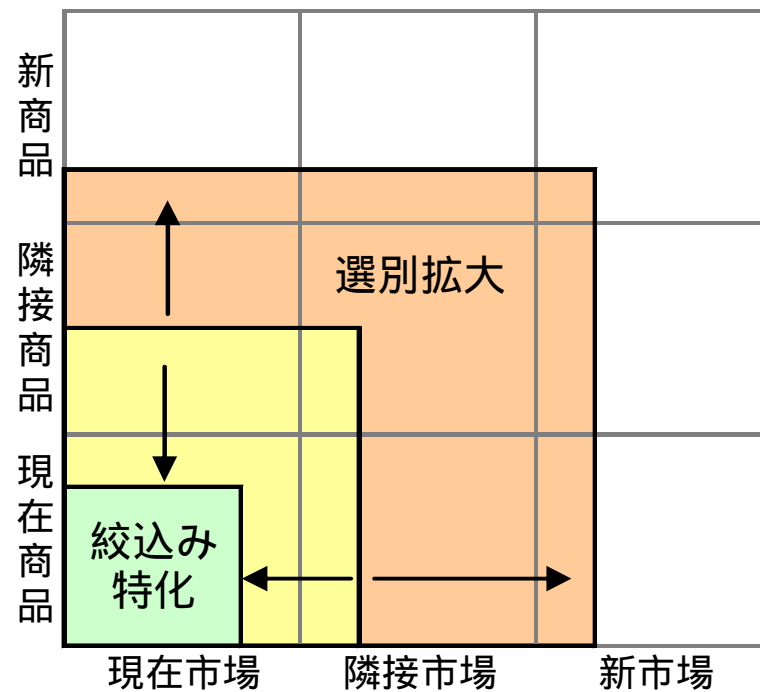 新商品
隣接商品
現在商品
選別拡大
絞込み
特化
現在市場
隣接市場
新市場